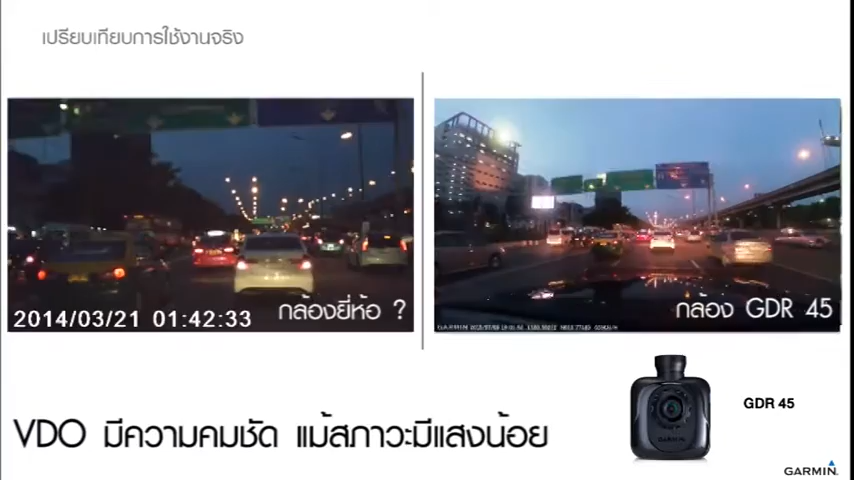 เปรียบเทียบการใช้งานจริง
2014/03/21 01:42:33
กล้องยี่ห้อ ?
กล้อง GDR 45
GARMIN
VDO มีความคมชัด แม้สภาวะมีแสงน้อย
GDR 45
GARMIN